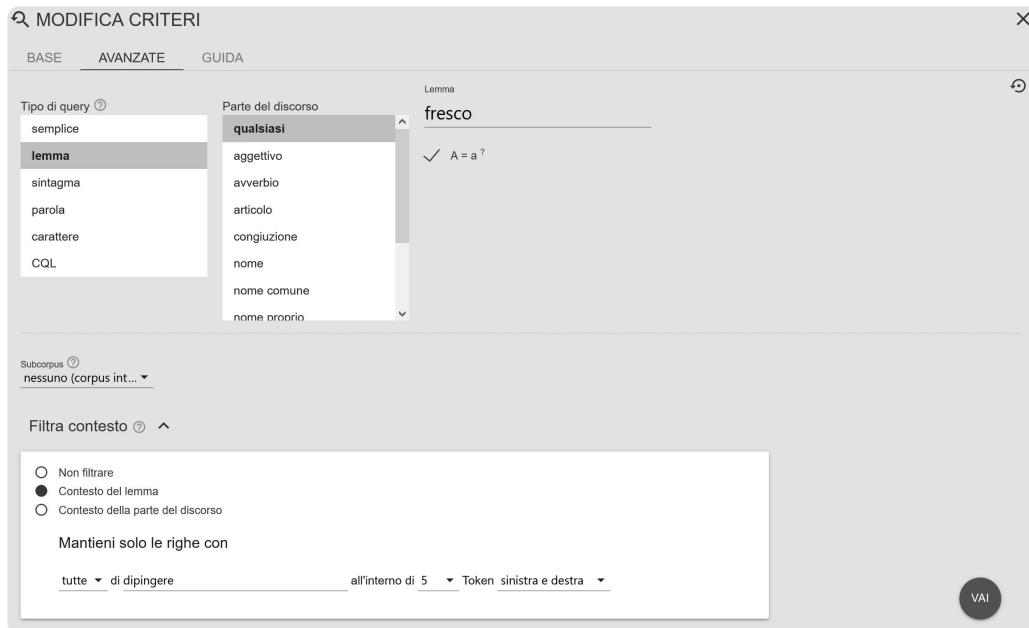 MODIFICA CRITERI
BASE AVANZATE GUIDA
Tipo di query ?
semplice
lemma
sintagma
parola
carattere
CQL
Parte del discorso
qualsiasi
aggettivo
avverbio
articolo
congiuzione
nome
nome comune
nome proprio
Lemma
fresco
A = a ?
Subcorpus ?
nessuno (corpus int...
Filtra contesto ?
Non filtrare
Contesto del lemma
Contesto della parte del discorso
Mantieni solo le righe con
tutte di dipingere all'interno di 5 Token sinistra e destra
VAI